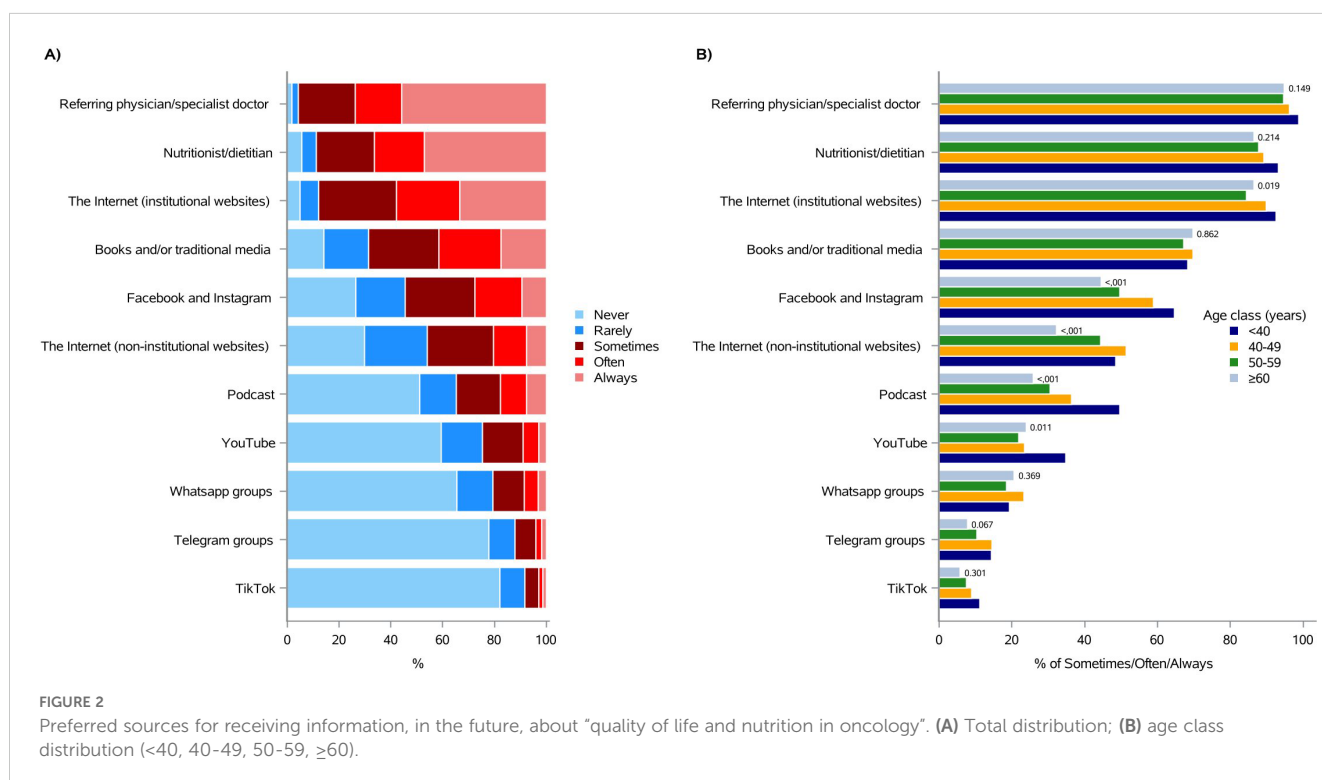 A)
Referring physician/specialist doctor
Nutritionist/dietitian
The Internet (institutional websites)
Books and/or traditional media
Facebook and Instagram
The Internet (non-institutional websites)
Podcast
YouTube
Whatsapp groups
Telegram groups
TikTok
0 20 40 60 80 100
%
Never
Rarely
Sometimes
Often
Always
B)
Referring physician/specialist doctor
Nutritionist/dietitian
The Internet (institutional websites)
Books and/or traditional media
Facebook and Instagram
The Internet (non-institutional websites)
Podcast
YouTube
Whatsapp groups
Telegram groups
TikTok
0.149
0.214
0.019
0.862
<,001
<,001
<,001
0.011
0.369
0.067
0.301
0 20 40 60 80 100
% of Sometimes/Often/Always
Age class (years)
<40
40-49
50-59
≥60
FIGURE 2
Preferred sources for receiving information, in the future, about “quality of life and nutrition in oncology”. (A) Total distribution; (B) age class
distribution (<40, 40-49, 50-59, ≥60).